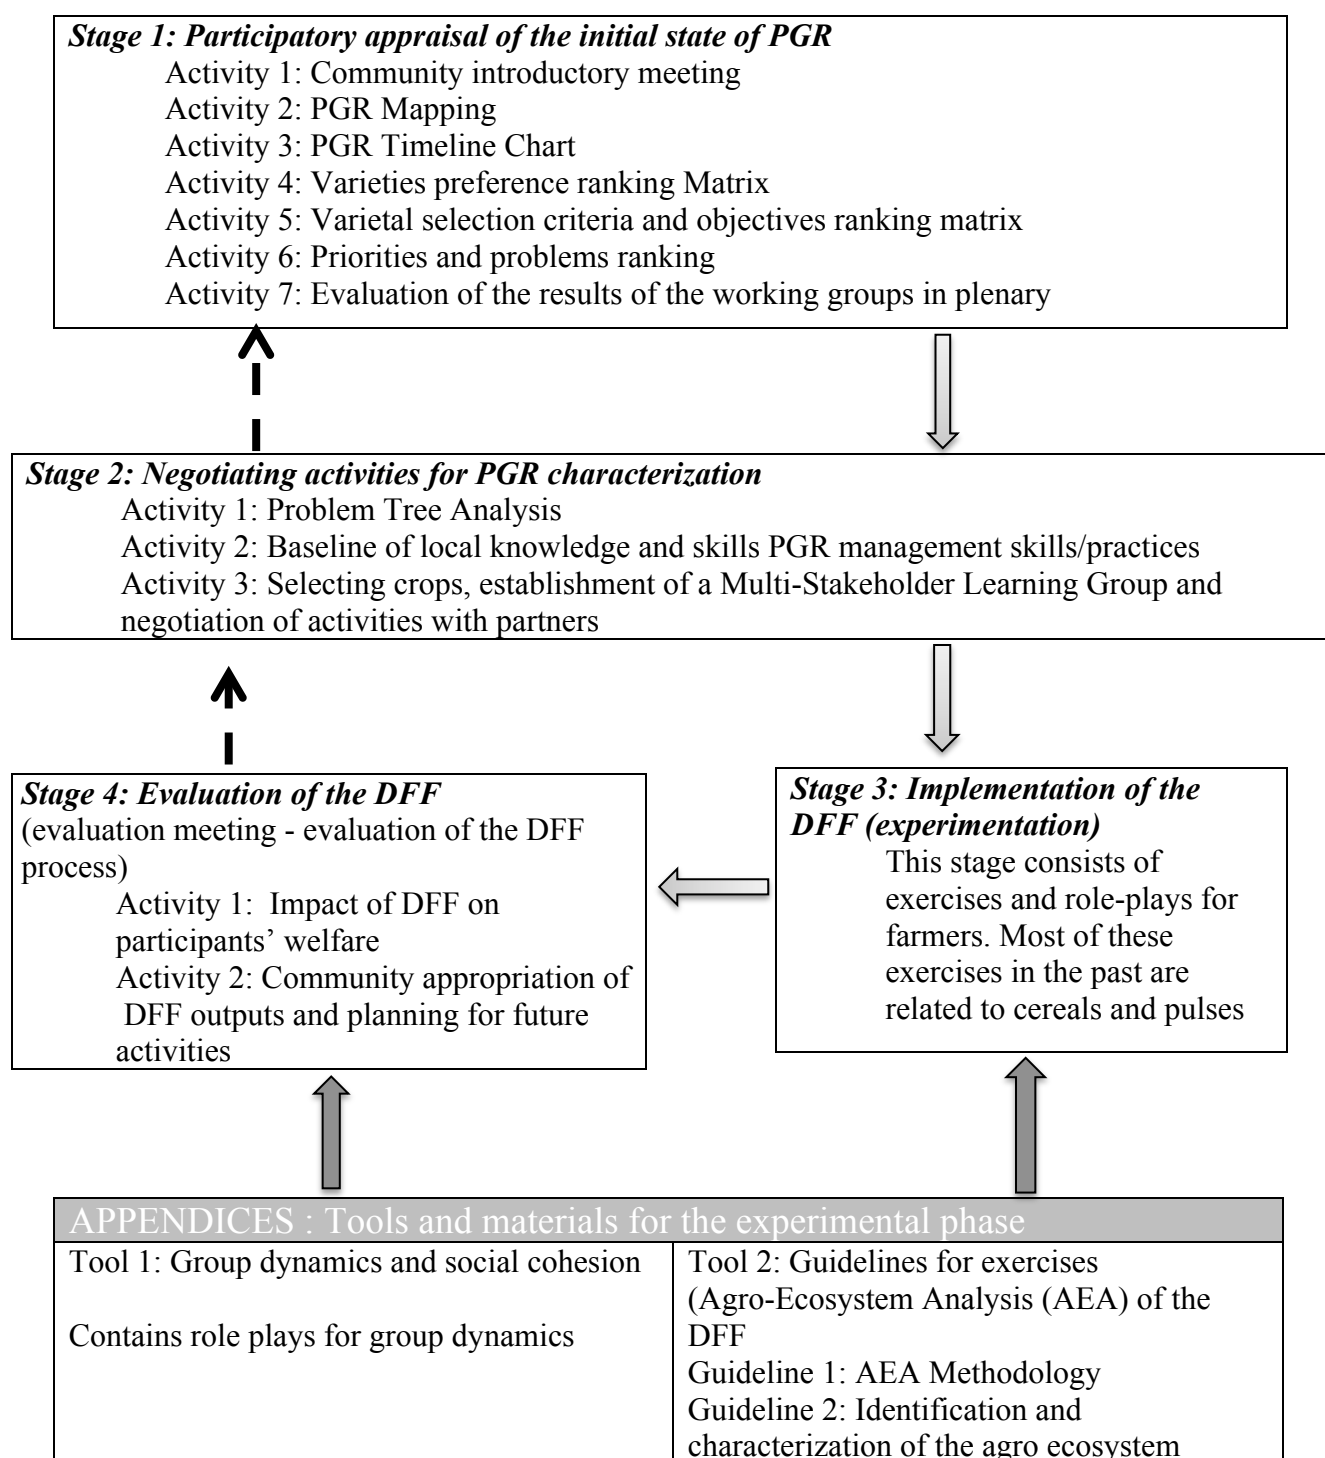 Stage 1: Participatory appraisal of the initial state of PGR
Activity 1: Community introductory meeting
Activity 2: PGR Mapping
Activity 3: PGR Timeline Chart
Activity 4: Varieties preference ranking Matrix
Activity 5: Varietal selection criteria and objectives ranking matrix
Activity 6: Priorities and problems ranking
Activity 7: Evaluation of the results of the working groups in plenary
Stage 2: Negotiating activities for PGR characterization
Activity 1: Problem Tree Analysis
Activity 2: Baseline of local knowledge and skills PGR management skills/practices
Activity 3: Selecting crops, establishment of a Multi-Stakeholder Learning Group and
negotiation of activities with partners
Stage 4: Evaluation of the DFF
(evaluation meeting - evaluation of the DFF
process)
Activity 1: Impact of DFF on
participants’ welfare
Activity 2: Community appropriation of
DFF outputs and planning for future
activities
Stage 3: Implementation of the
DFF (experimentation)
This stage consists of
exercises and role-plays for
farmers. Most of these
exercises in the past are
related to cereals and pulses
APPENDICES : Tools and materials for the experimental phase
Tool 1: Group dynamics and social cohesion
Contains role plays for group dynamics
Tool 2: Guidelines for exercises
(Agro-Ecosystem Analysis (AEA) of the
DFF
Guideline 1: AEA Methodology
Guideline 2: Identification and
characterization of the agro ecosystem